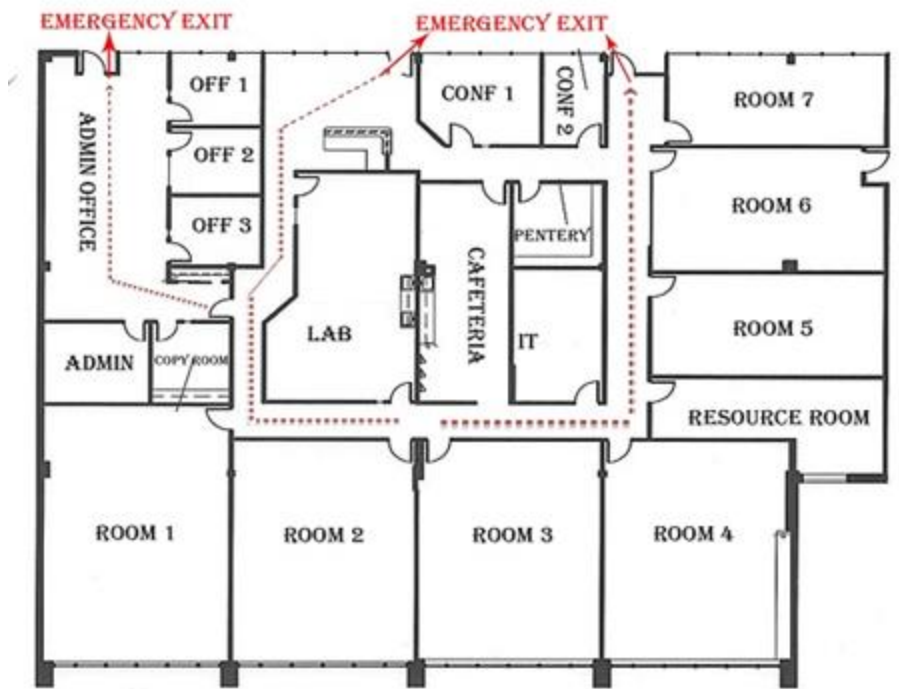 EMERGENCY EXIT
EMERGENCY EXIT
OFF 1
CONF 1
CONF 2
ROOM 7
ADMIN OFFICE
OFF 2
OFF 3
ROOM 6
PENTERY
CAFETERIA
LAB
IT
ROOM 5
ADMIN
COPY ROOM
RESOURCE ROOM
ROOM 1
ROOM 2
ROOM 3
ROOM 4